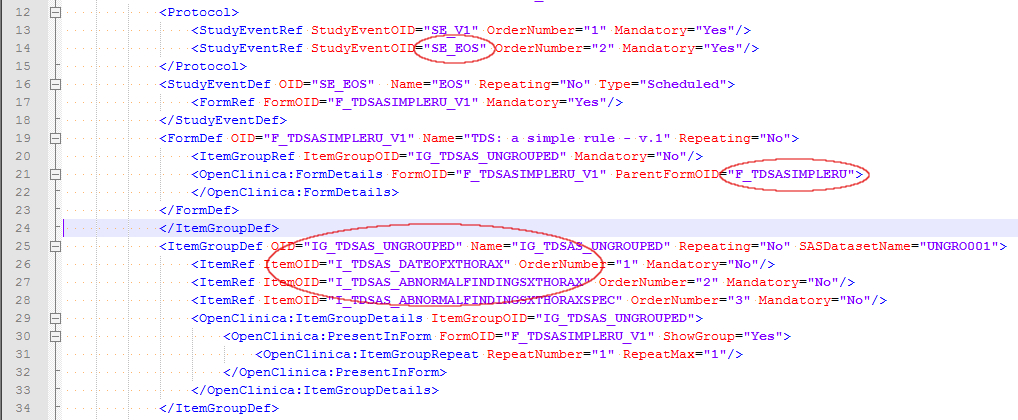 12 <Protocol>
13 <StudyEventRef StudyEventOID="SE_V1" OrderNumber="1" Mandatory="Yes"/>
14 <StudyEventRef StudyEventOID="SE_EOS" OrderNumber="2" Mandatory="Yes"/>
15 </Protocol>
16 <StudyEventDef OID="SE_EOS" Name="EOS" Repeating="No" Type="Scheduled">
17 <FormRef FormOID="F_TDSASIMPLERU_V1" Mandatory="Yes"/>
18 </StudyEventDef>
19 <FormDef OID="F_TDSASIMPLERU_V1" Name="TDS: a simple rule - v.1" Repeating="No">
20 <ItemGroupRef ItemGroupOID="IG_TDSAS_UNGROUPED" Mandatory="No"/>
21 <OpenClinica:FormDetails FormOID="F_TDSASIMPLERU_V1" ParentFormOID="F_TDSASIMPLERU">
22 </OpenClinica:FormDetails>
23 </FormDef>
24 </ItemGroupDef>
25 <ItemGroupDef OID="IG_TDSAS_UNGROUPED" Name="IG_TDSAS_UNGROUPED" Repeating="No" SASDatasetName="UNGRO001">
26 <ItemRef ItemOID="I_TDSAS_DATEOFXTHORAX" OrderNumber="1" Mandatory="No"/>
27 <ItemRef ItemOID="I_TDSAS_ABNORMALFINDINGSXTHORAX" OrderNumber="2" Mandatory="No"/>
28 <ItemRef ItemOID="I_TDSAS_ABNORMALFINDINGSXTHORAXSPEC" OrderNumber="3" Mandatory="No"/>
29 <OpenClinica:ItemGroupDetails ItemGroupOID="IG_TDSAS_UNGROUPED">
30 <OpenClinica:PresentInForm FormOID="F_TDSASIMPLERU_V1" ShowGroup="Yes">
31 <OpenClinica:ItemGroupRepeat RepeatNumber="1" RepeatMax="1"/>
32 </OpenClinica:PresentInForm>
33 </OpenClinica:ItemGroupDetails>
34 </ItemGroupDef>